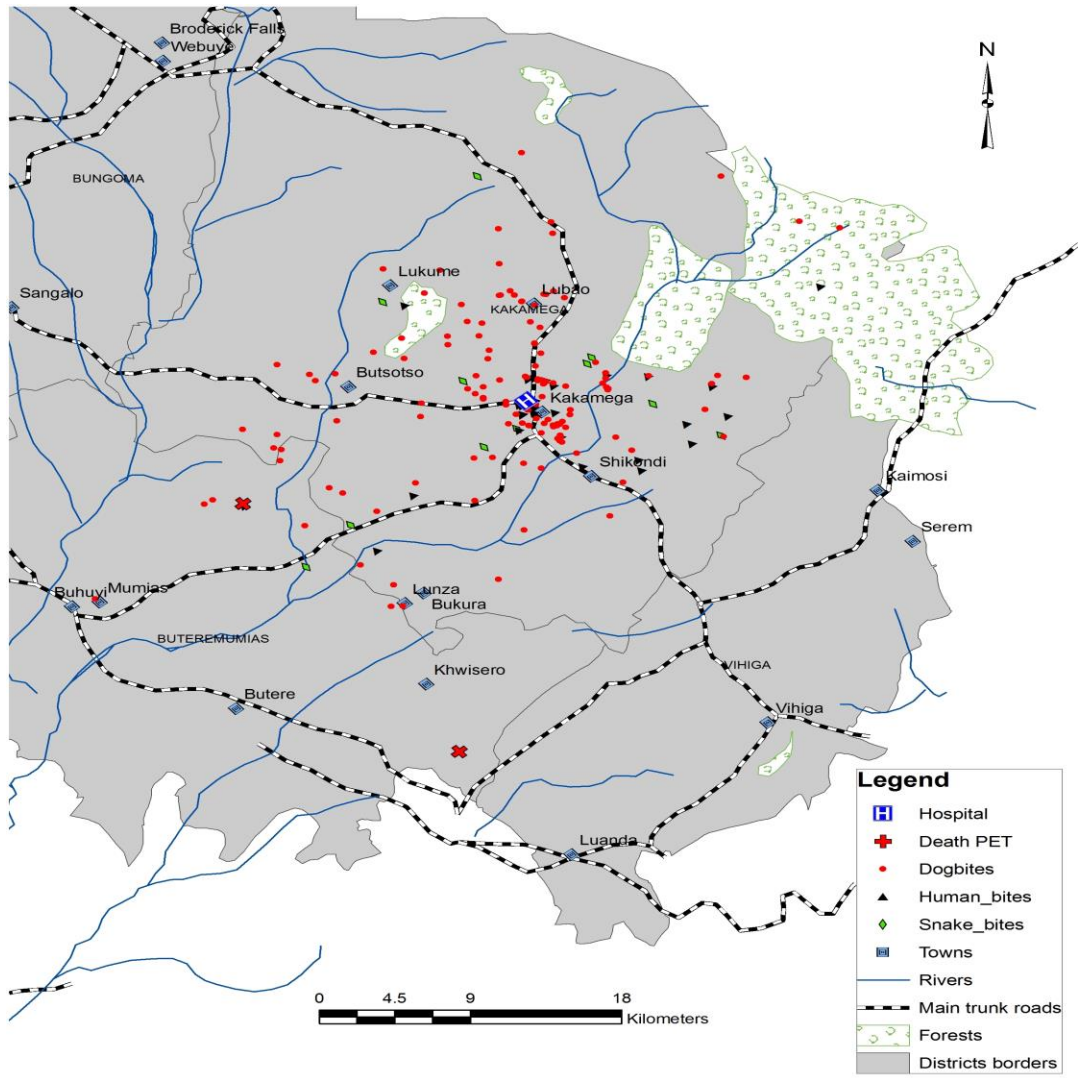 Broderick Falls
Webuye
N
BUNGOMA
Lukume
Sangalo
Lubao
KAKAMEGA
Butsotso
Kakamega
H
Shikondi
Kaimosi
Serem
Lunza
Buhuyi
Mumias
Bukura
BUTEREMUMIAS
Khwisero
VIHIGA
Butere
Vihiga
Luanda
Legend
H Hospital
Death PET
Dogbites
Human_bites
Snake_bites
Towns
Rivers
Main trunk roads
Forests
Districts borders
0 4.5 9 18
Kilometers